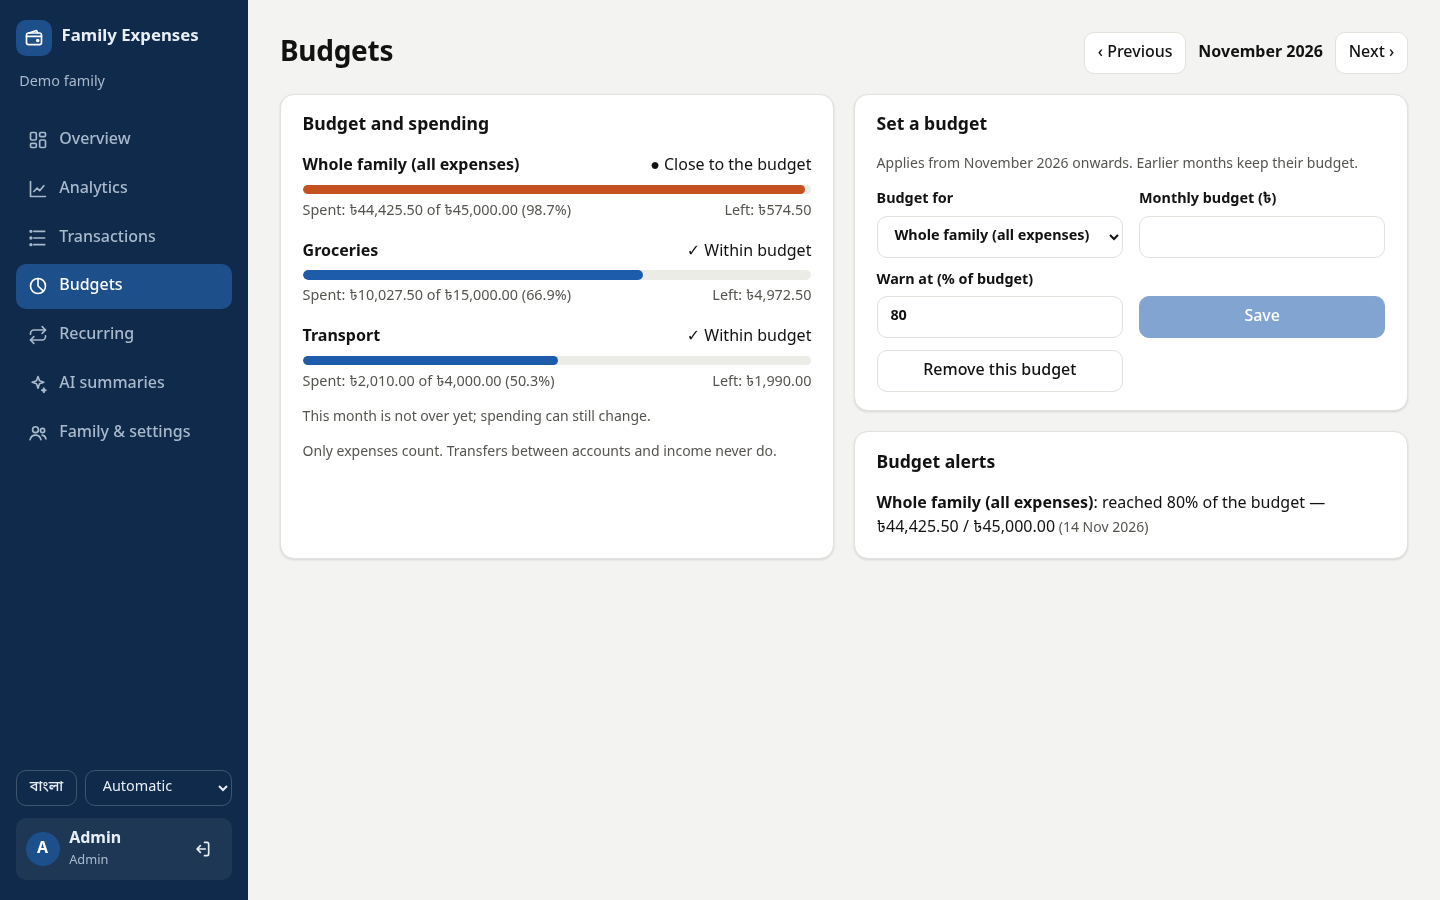 Family Expenses
Demo family
Overview
Analytics
Transactions
Budgets
Recurring
AI summaries
Family & settings
বাংলা
Automatic
A
Admin
Admin
Budgets
‹ Previous
November 2026
Next ›
Budget and spending
Whole family (all expenses)
● Close to the budget
Spent: ৳44,425.50 of ৳45,000.00 (98.7%)
Left: ৳574.50
Groceries
✓ Within budget
Spent: ৳10,027.50 of ৳15,000.00 (66.9%)
Left: ৳4,972.50
Transport
✓ Within budget
Spent: ৳2,010.00 of ৳4,000.00 (50.3%)
Left: ৳1,990.00
This month is not over yet; spending can still change.
Only expenses count. Transfers between accounts and income never do.
Set a budget
Applies from November 2026 onwards. Earlier months keep their budget.
Budget for
Monthly budget (৳)
Whole family (all expenses)
Warn at (% of budget)
80
Save
Remove this budget
Budget alerts
Whole family (all expenses): reached 80% of the budget —
৳44,425.50 / ৳45,000.00 (14 Nov 2026)